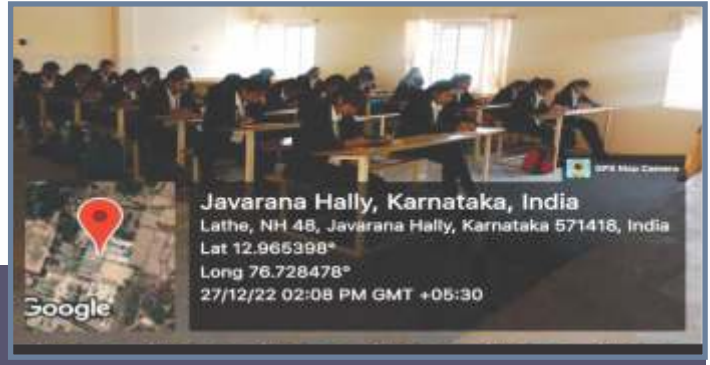 GPS Map Camera
Javarana Hally, Karnataka, India
Lathe, NH 48, Javarana Hally, Karnataka 571418, India
Lat 12.965398°
Long 76.728478°
27/12/22 02:08 PM GMT +05:30
Google